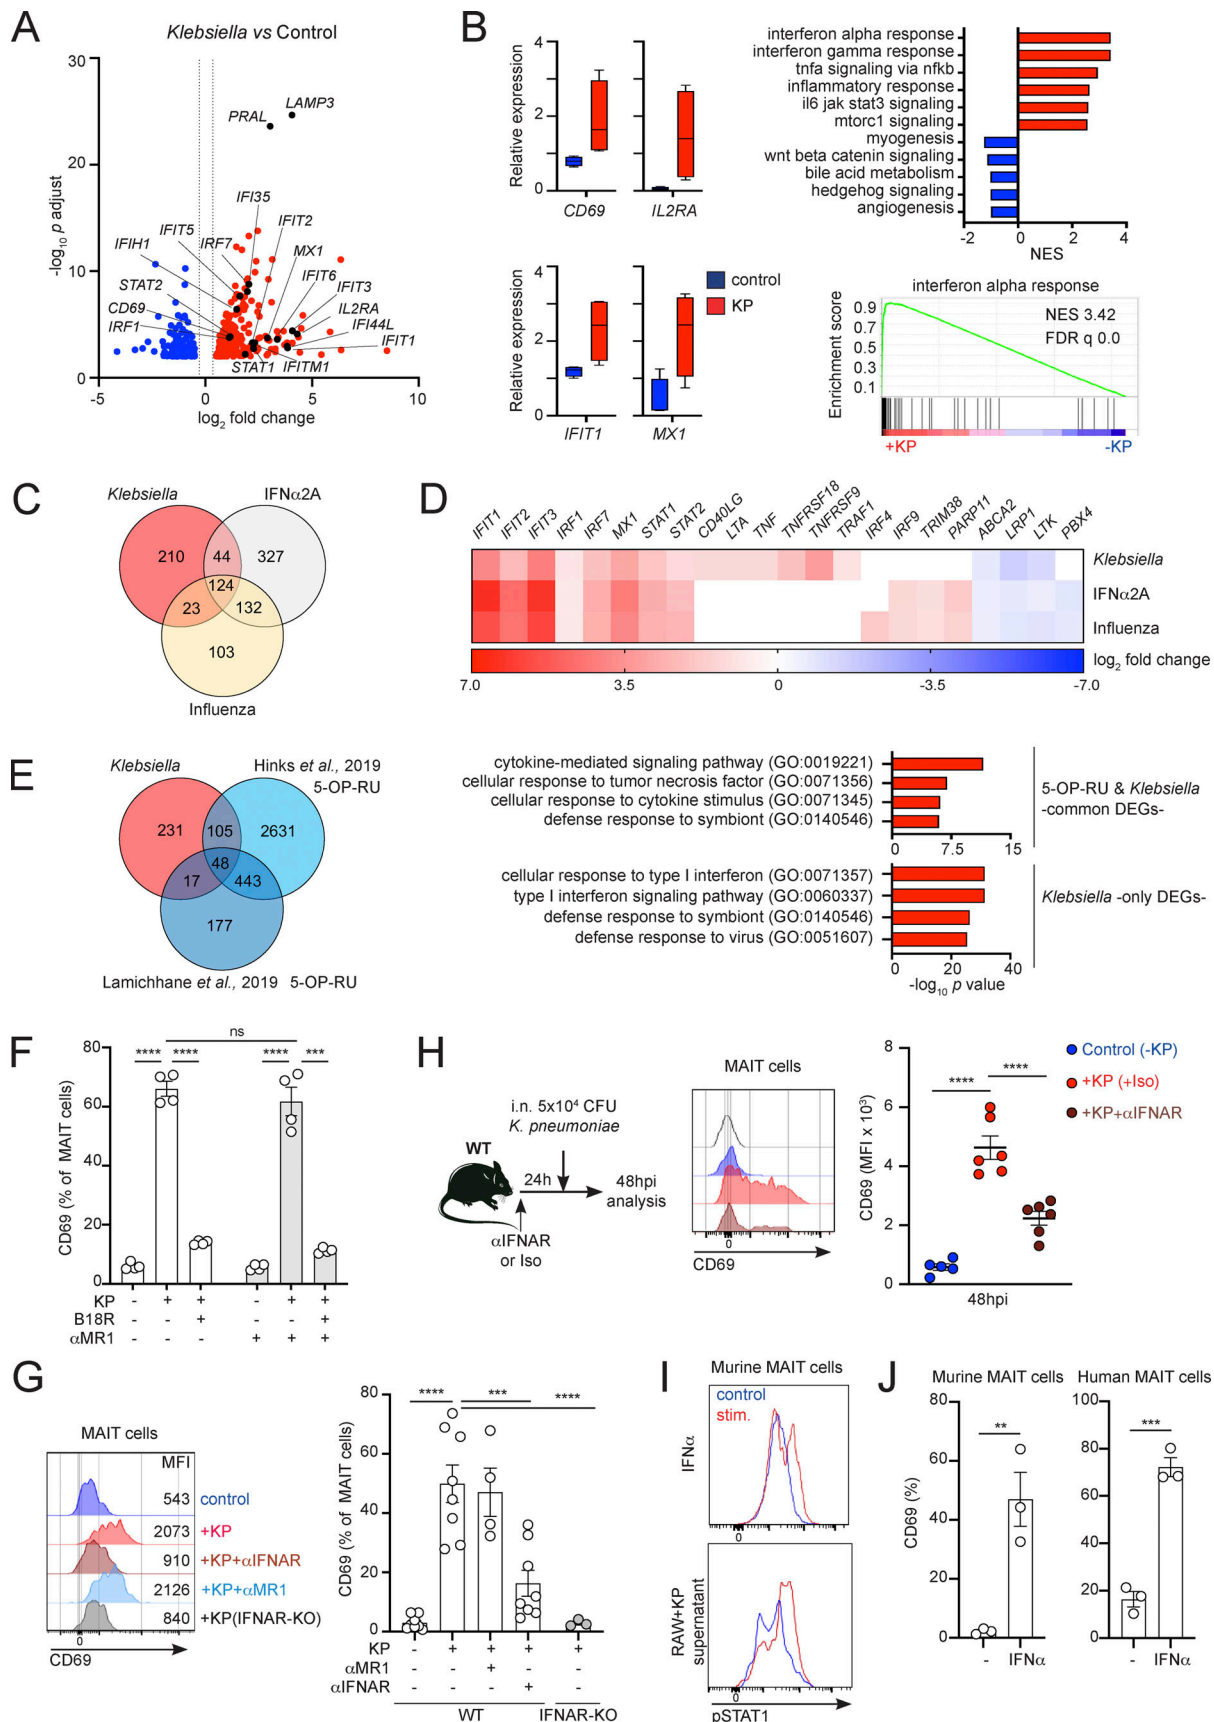 A
Klebsiella vs Control
30
20
10
0
-log10 p adjust
-5
0
5
10
log2 fold change
PRAL
LAMP3
IFI35
IFIT5
IFIT2
IFIH1
IRF7
MX1
STAT2
IFIT6
IFIT3
CD69
IL2RA
IRF1
IFI44L
IFIT1
STAT1
IFITM1
B
Relative expression
4
2
0
CD69
IL2RA
Relative expression
4
2
0
IFIT1
MX1
control
KP
interferon alpha response
interferon gamma response
tnfa signaling via nfkb
inflammatory response
il6 jak stat3 signaling
mtorc1 signaling
myogenesis
wnt beta catenin signaling
bile acid metabolism
hedgehog signaling
angiogenesis
-2
0
2
4
NES
interferon alpha response
Enrichment score
0.9
0.7
0.5
0.3
0.1
NES 3.42
FDR q 0.0
+KP
-KP
C
Klebsiella
IFNα2A
210
44
327
124
23
132
103
Influenza
D
IFIT1
IFIT2
IFIT3
IRF1
IRF7
MX1
STAT1
STAT2
CD40LG
LTA
TNF
TNFRSF18
TNFRSF9
TRAF1
IRF4
IRF9
TRIM38
PARP11
ABCA2
LRP1
LTK
PBX4
Klebsiella
IFNα2A
Influenza
log2 fold change
7.0
3.5
0
-3.5
-7.0
E
Klebsiella
Hinks et al., 2019
5-OP-RU
231
105
2631
48
17
443
177
Lamichhane et al., 2019 5-OP-RU
cytokine-mediated signaling pathway (GO:0019221)
cellular response to tumor necrosis factor (GO:0071356)
cellular response to cytokine stimulus (GO:0071345)
defense response to symbiont (GO:0140546)
0
7.5
15
5-OP-RU & Klebsiella
-common DEGs-
cellular response to type I interferon (GO:0071357)
type I interferon signaling pathway (GO:0060337)
defense response to symbiont (GO:0140546)
defense response to virus (GO:0051607)
0
20
40
-log10 p value
Klebsiella -only DEGs-
F
CD69 (% of MAIT cells)
80
60
40
20
0
ns
**** ****
**** ***
KP - + + - + +
B18R - - + - - +
αMR1 - - - + + +
H
WT
i.n. 5x10⁴ CFU
K. pneumoniae
24h
48hpi
analysis
αIFNAR
or Iso
MAIT cells
0
CD69
CD69 (MFI x 10³)
8
6
4
2
0
**** ****
48hpi
Control (-KP)
+KP (+Iso)
+KP+αIFNAR
G
MAIT cells
MFI
543 control
2073 +KP
910 +KP+αIFNAR
2126 +KP+αMR1
840 +KP(IFNAR-KO)
0
CD69
CD69 (% of MAIT cells)
80
60
40
20
0
**** *** ****
KP - + + + +
αMR1 +
αIFNAR +
WT
IFNAR-KO
I
Murine MAIT cells
control
stim.
IFNα
0
RAW+KP
supernatant
0
pSTAT1
J
Murine MAIT cells
CD69 (%)
80
60
40
20
0
**
- IFNα
Human MAIT cells
100
80
60
40
20
0
***
- IFNα